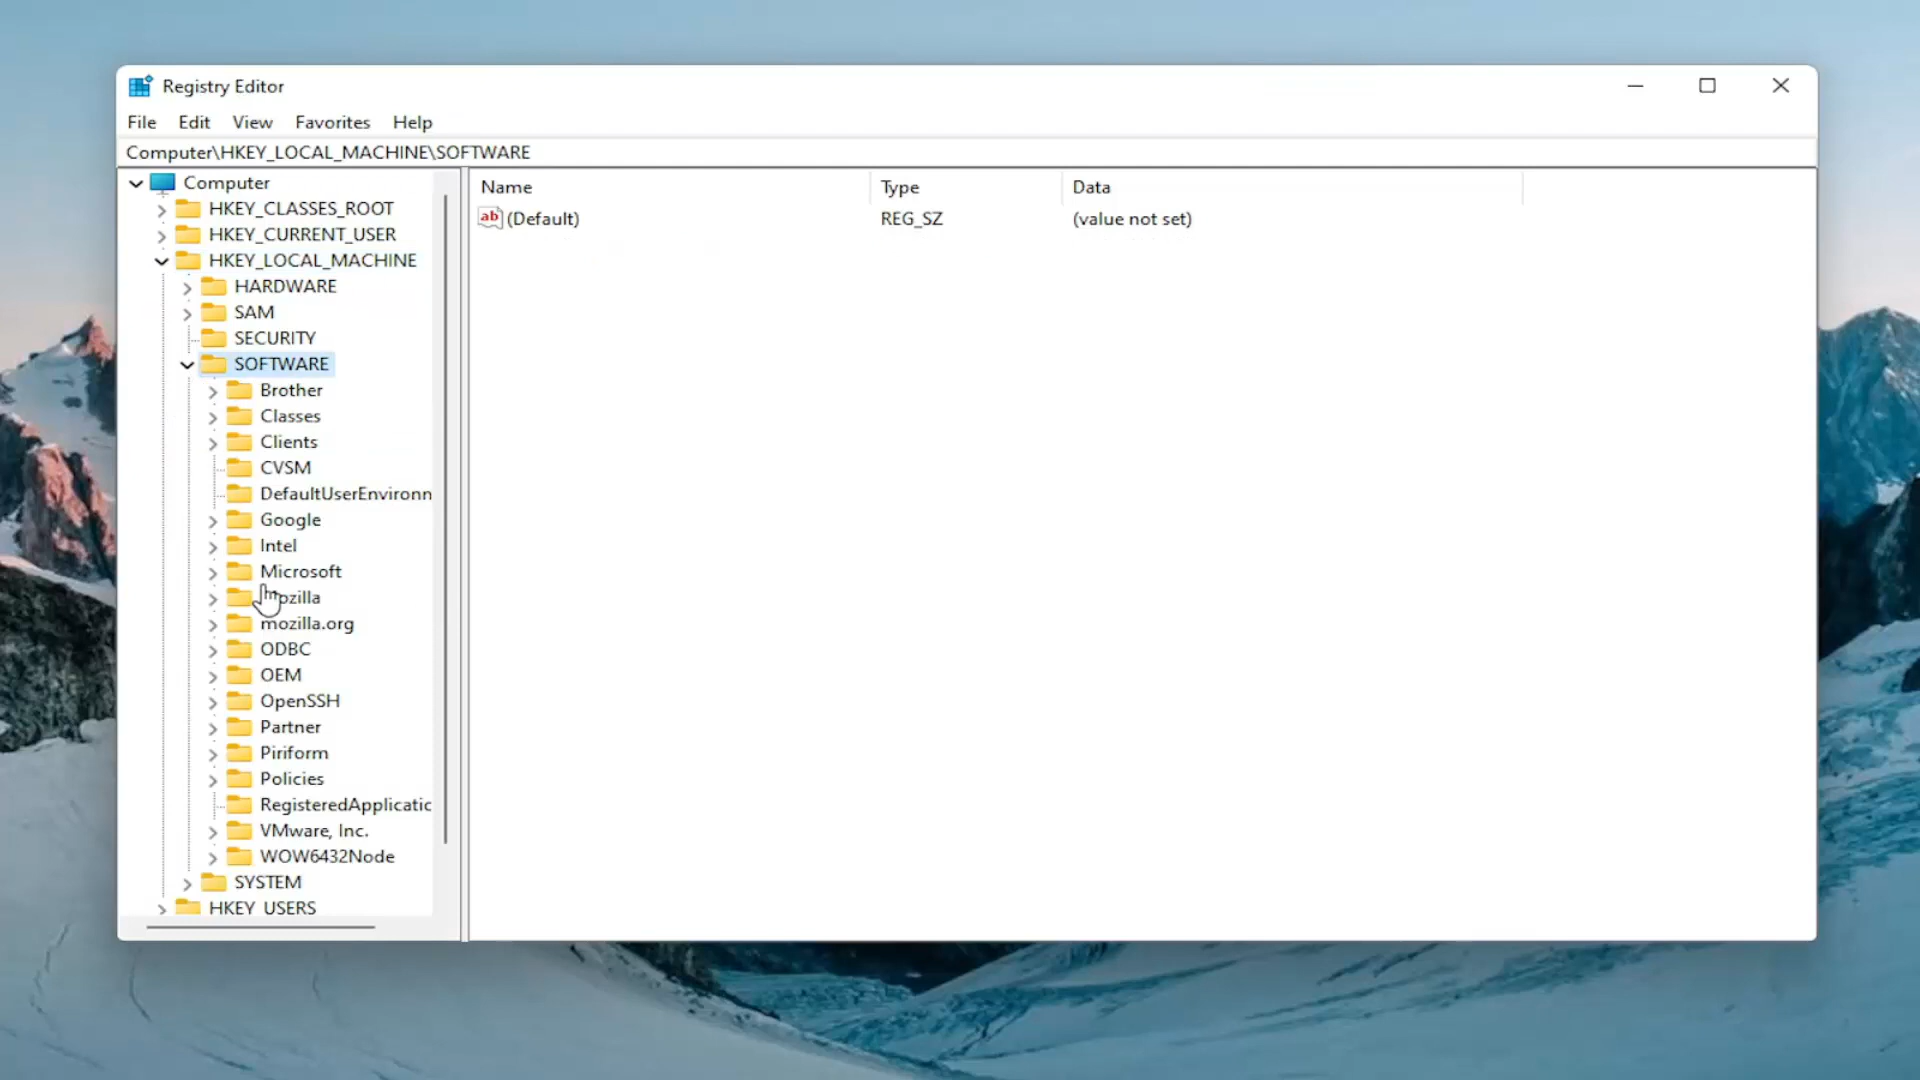 Registry Editor
File Edit View Favorites Help
Computer\HKEY_LOCAL_MACHINE\SOFTWARE
Computer
HKEY_CLASSES_ROOT
HKEY_CURRENT_USER
HKEY_LOCAL_MACHINE
HARDWARE
SAM
SECURITY
SOFTWARE
Brother
Classes
Clients
CVSM
DefaultUserEnvironn
Google
Intel
Microsoft
mozilla.org
ODBC
OEM
OpenSSH
Partner
Piriform
Policies
RegisteredApplicatic
VMware, Inc.
WOW6432Node
SYSTEM
HKEY_USERS
Name Type Data
ab (Default) REG_SZ (value not set)